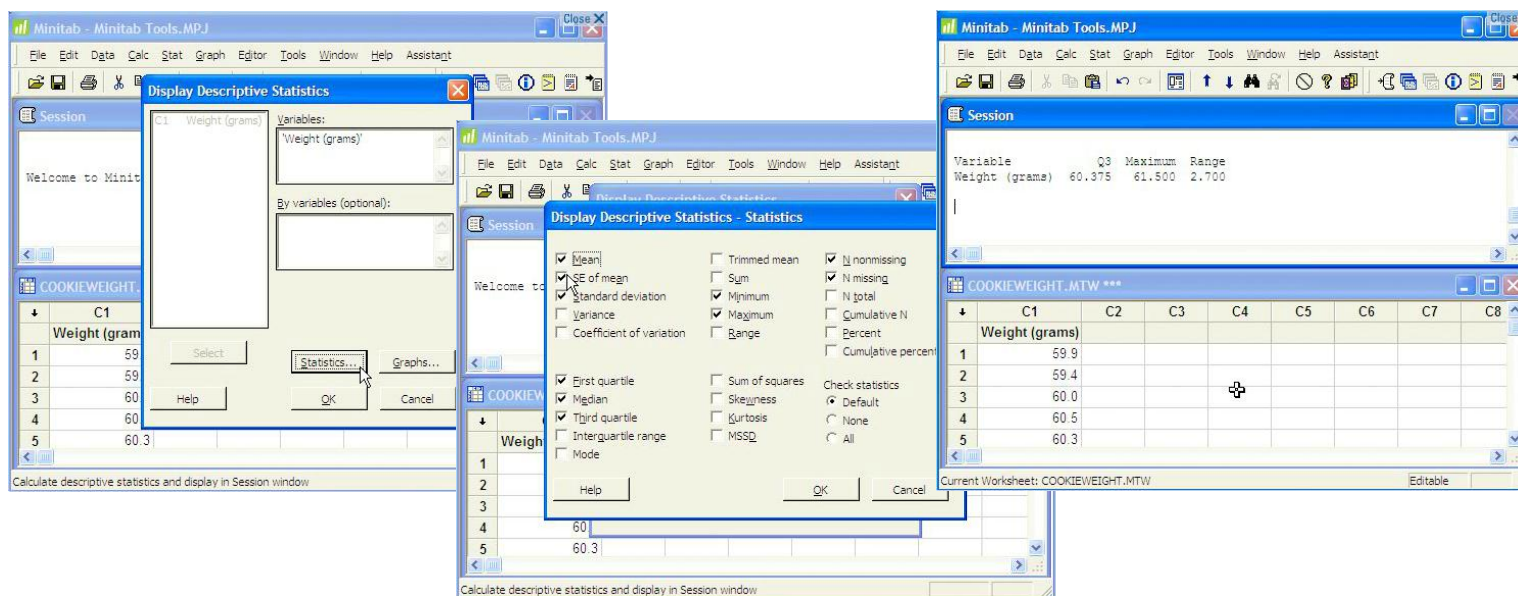 Minitab - Minitab Tools.MPJ
Close X
File Edit Data Calc Stat Graph Editor Tools Window Help Assistant
Display Descriptive Statistics
Session
C1 Weight (grams)
Variables:
'Weight (grams)'
Welcome to Minit
By variables (optional):
Select
Statistics...
Graphs...
Help
OK
Cancel
COOKIEWEIGHT.
C1
Weight (gram
1 59
2 59
3 60
4 60
5 60.3
Calculate descriptive statistics and display in Session window
Minitab - Minitab Tools.MPJ
File Edit Data Calc Stat Graph Editor Tools Window Help Assistant
Display Descriptive Statistics
Session
Welcome to
Display Descriptive Statistics - Statistics
Mean
SE of mean
Standard deviation
Variance
Coefficient of variation
Trimmed mean
Sum
Minimum
Maximum
Range
N nonmissing
N missing
N total
Cumulative N
Percent
Cumulative percent
First quartile
Median
Third quartile
Interquartile range
Mode
Sum of squares
Skewness
Kurtosis
MSSD
Check statistics
Default
None
All
Help
OK
Cancel
COOKIEW
Weigh
1
2
3
4 60.
5 60.3
Calculate descriptive statistics and display in Session window
Minitab - Minitab Tools.MPJ
Close
File Edit Data Calc Stat Graph Editor Tools Window Help Assistant
Session
Variable Q3 Maximum Range
Weight (grams) 60.375 61.500 2.700
COOKIEWEIGHT.MTW ***
C1 C2 C3 C4 C5 C6 C7 C8
Weight (grams)
1 59.9
2 59.4
3 60.0
4 60.5
5 60.3
Current Worksheet: COOKIEWEIGHT.MTW
Editable